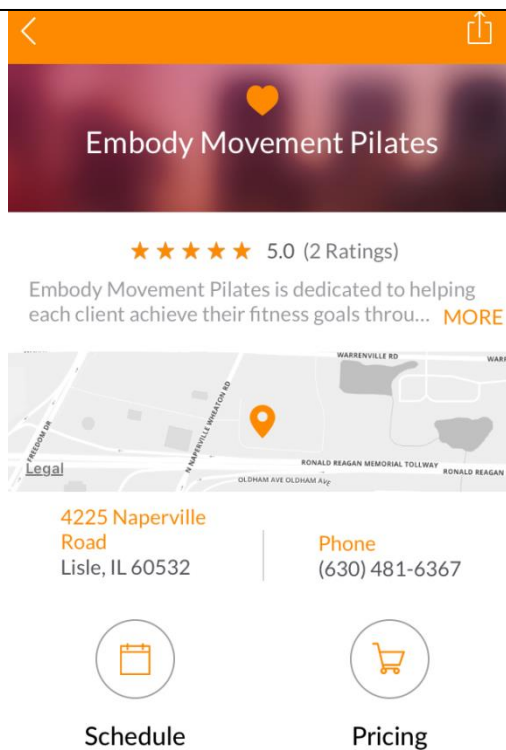 Embody Movement Pilates
5.0 (2 Ratings)
Embody Movement Pilates is dedicated to helping
each client achieve their fitness goals throu... MORE
WARRENVILLE RD
WARR
FREEDOM DR
N NAPERVILLE WHEATON RD
Legal
RONALD REAGAN MEMORIAL TOLLWAY
RONALD REAGAN
OLDHAM AVE OLDHAM AVE
4225 Naperville
Road
Lisle, IL 60532
Phone
(630) 481-6367
Schedule
Pricing